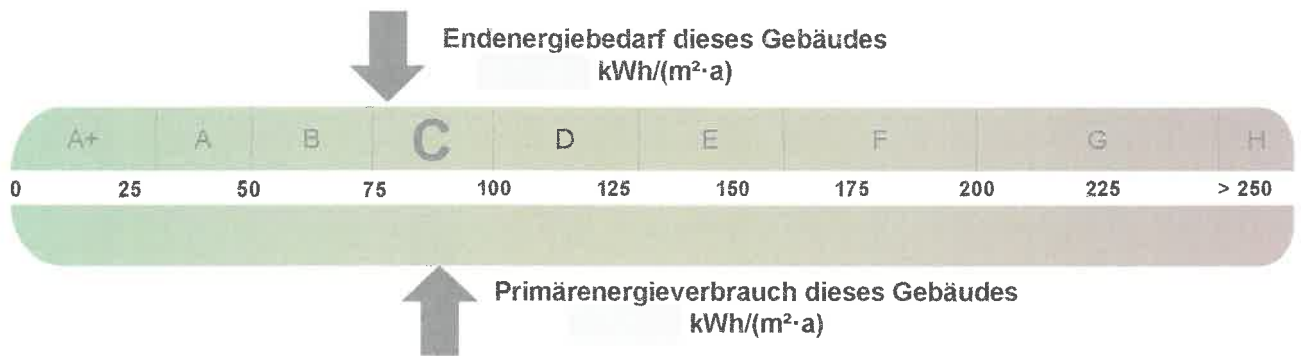 Endenergiebedarf dieses Gebäudes
kWh/(m²·a)
A+ A B C D E F G H
0 25 50 75 100 125 150 175 200 225 > 250
Primärenergieverbrauch dieses Gebäudes
kWh/(m²·a)